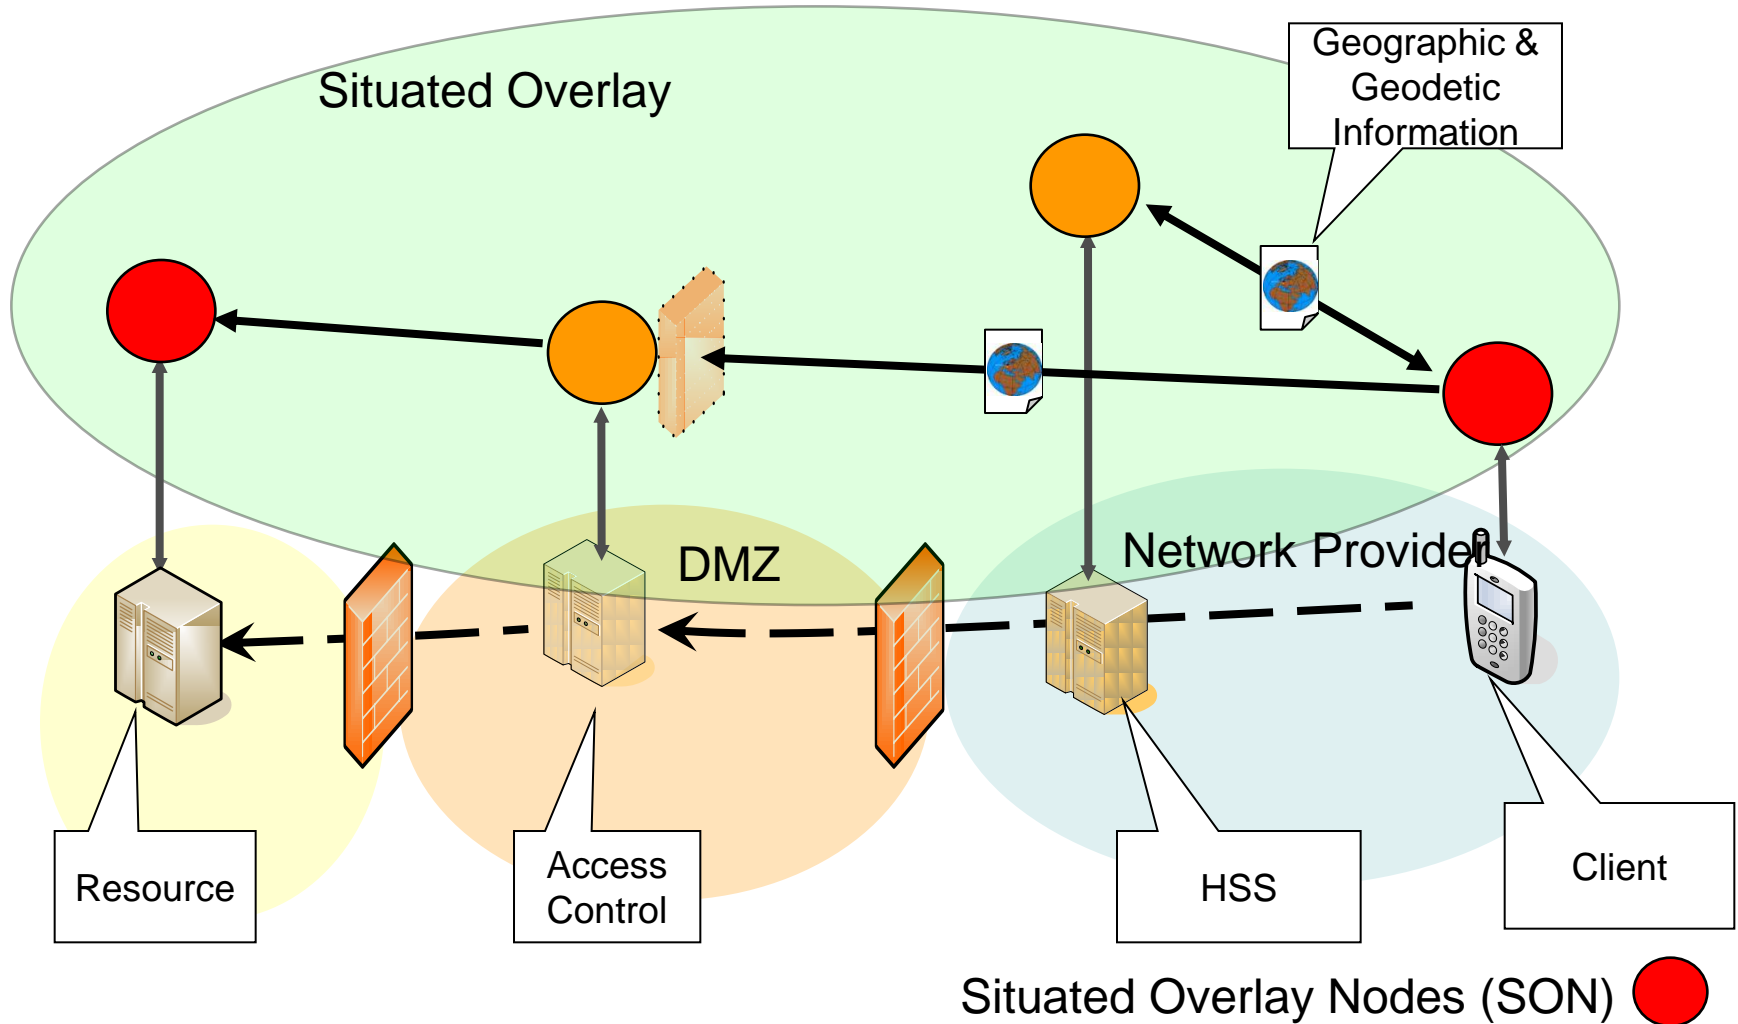 Situated Overlay
Geographic &
Geodetic
Information
DMZ
Network Provider
Resource
Access
Control
HSS
Client
Situated Overlay Nodes (SON)